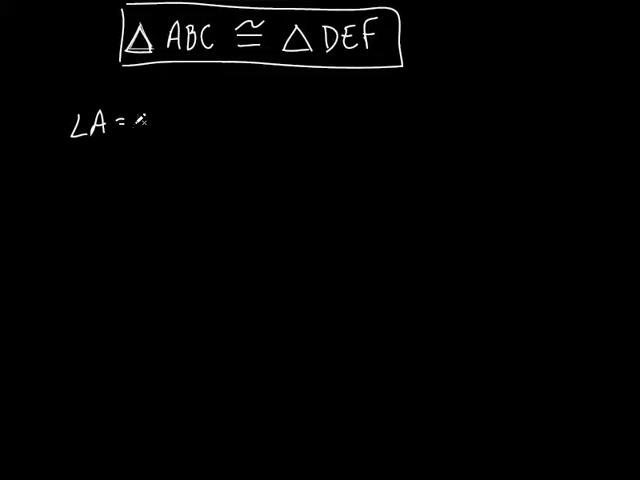 △ ABC ≅ △ DEF
∠A =